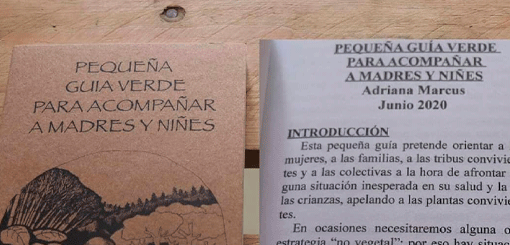 PEQUEÑA
GUIA VERDE
PARA ACOMPAÑAR
A MADRES Y NIÑES
PEQUEÑA GUÍA VERDE
PARA ACOMPAÑAR
A MADRES Y NIÑES
Adriana Marcus
Junio 2020
INTRODUCCIÓN
Esta pequeña guía pretende orientar a
mujeres, a las familias, a las tribus convivie
tes y a las colectivas a la hora de afrontar
guna situación inesperada en su salud y la
las crianzas, apelando a las plantas convivie
tes.
En ocasiones necesitaremos alguna o
estrategia "no vegetal": por eso hay situa